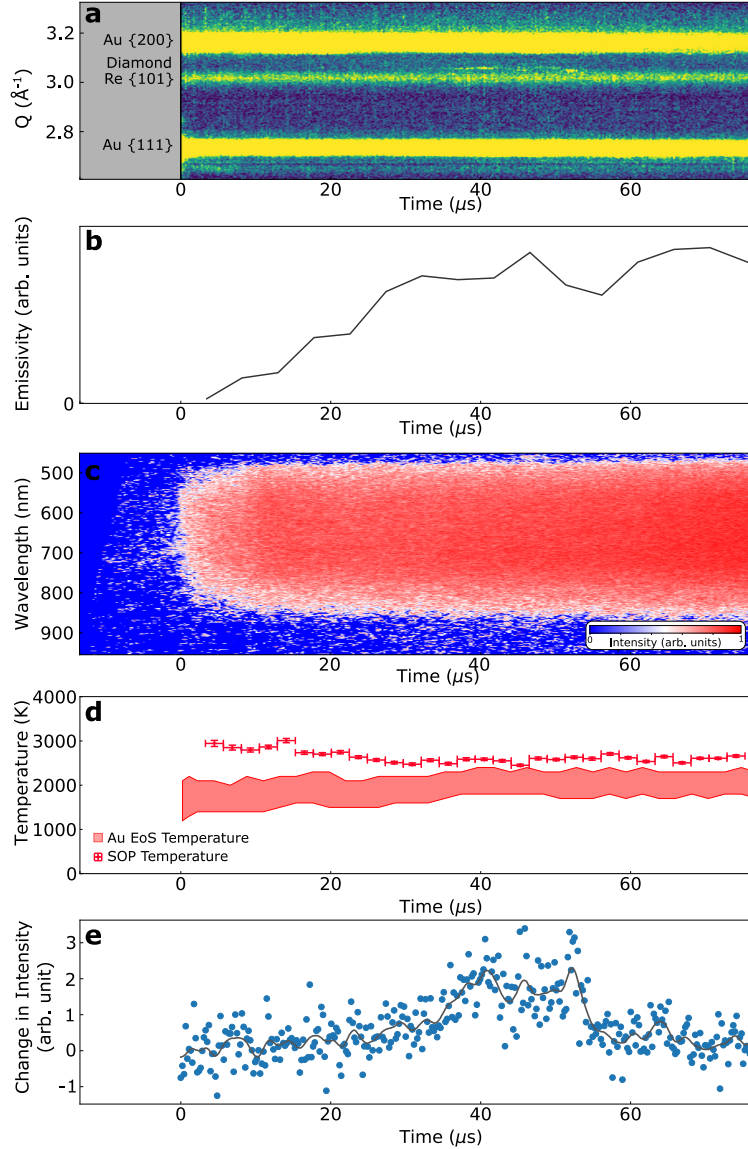 a
3.2
3.0
2.8
Q (Å⁻¹)
Au {200}
Diamond
Re {101}
Au {111}
0 20 40 60
Time (μs)
b
Emissivity (arb. units)
0
0 20 40 60
Time (μs)
c
500
600
700
800
900
Wavelength (nm)
0 1
Intensity (arb. units)
0 20 40 60
Time (μs)
d
4000
3000
2000
1000
0
Temperature (K)
Au EoS Temperature
SOP Temperature
0 20 40 60
Time (μs)
e
3
2
1
0
-1
Change in Intensity
(arb. unit)
0 20 40 60
Time (μs)